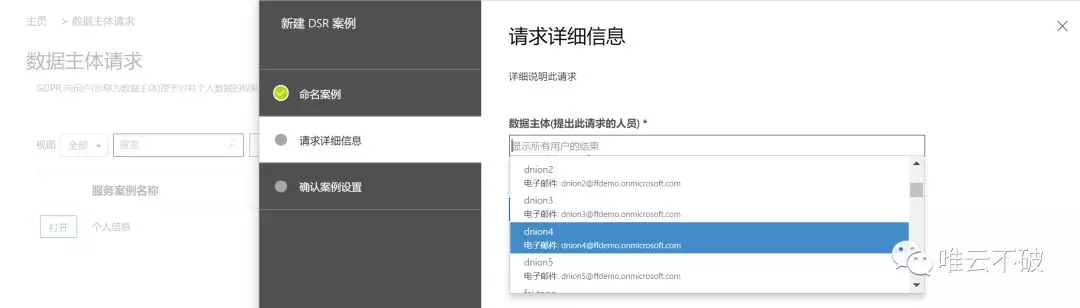 主页 > 数据主体请求
数据主体请求
GDPR 向用户(也称为数据主体)授予对其个人数据的权利
视图 全部 搜索
服务案例名称
打开 个人信息
新建 DSR 案例
命名案例
请求详细信息
确认案例设置
请求详细信息
详细说明此请求
数据主体(提出此请求的人员) *
显示所有用户的结果
dnion2
电子邮件: dnion2@ffdemo.onmicrosoft.com
dnion3
电子邮件: dnion3@ffdemo.onmicrosoft.com
dnion4
电子邮件: dnion4@ffdemo.onmicrosoft.com
dnion5
电子邮件: dnion5@ffdemo.onmicrosoft.com
唯云不破